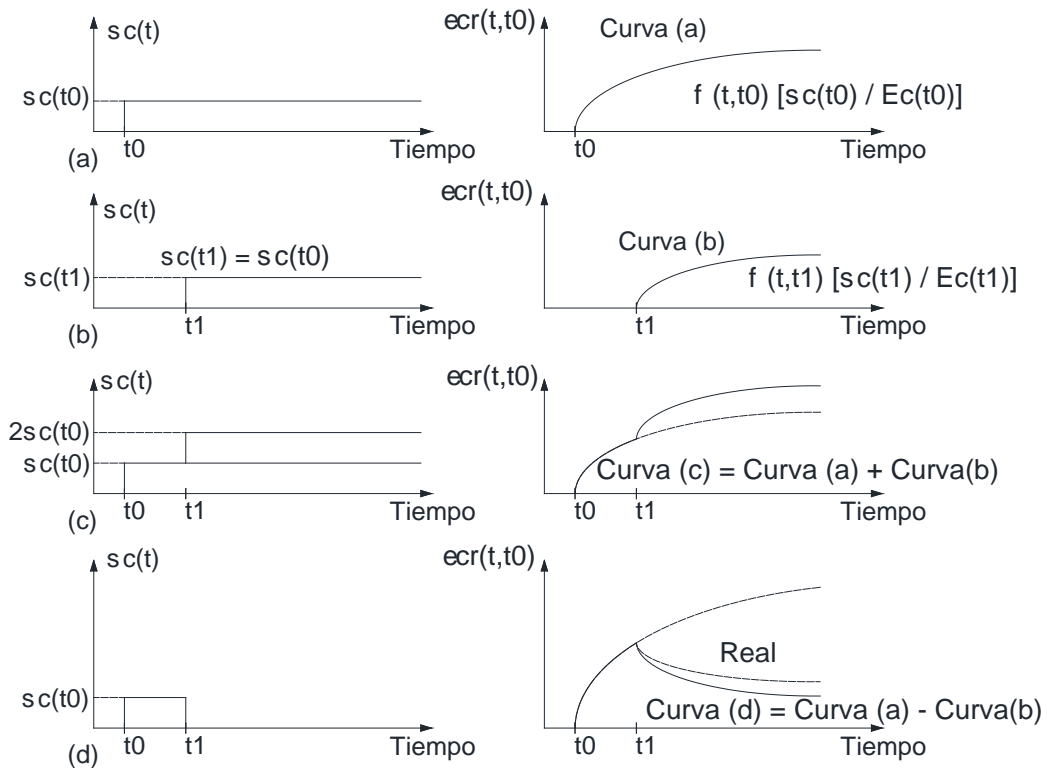 sc(t)
sc(t0)
t0
Tiempo
(a)
ecr(t,t0)
Curva (a)
f (t,t0) [sc(t0) / Ec(t0)]
t0
Tiempo
sc(t)
sc(t1) = sc(t0)
sc(t1)
t1
Tiempo
(b)
ecr(t,t0)
Curva (b)
f (t,t1) [sc(t1) / Ec(t1)]
t1
Tiempo
sc(t)
2sc(t0)
sc(t0)
t0
t1
Tiempo
(c)
ecr(t,t0)
Curva (c) = Curva (a) + Curva(b)
t0
t1
Tiempo
sc(t)
sc(t0)
t0
t1
Tiempo
(d)
ecr(t,t0)
Real
Curva (d) = Curva (a) - Curva(b)
t0
t1
Tiempo